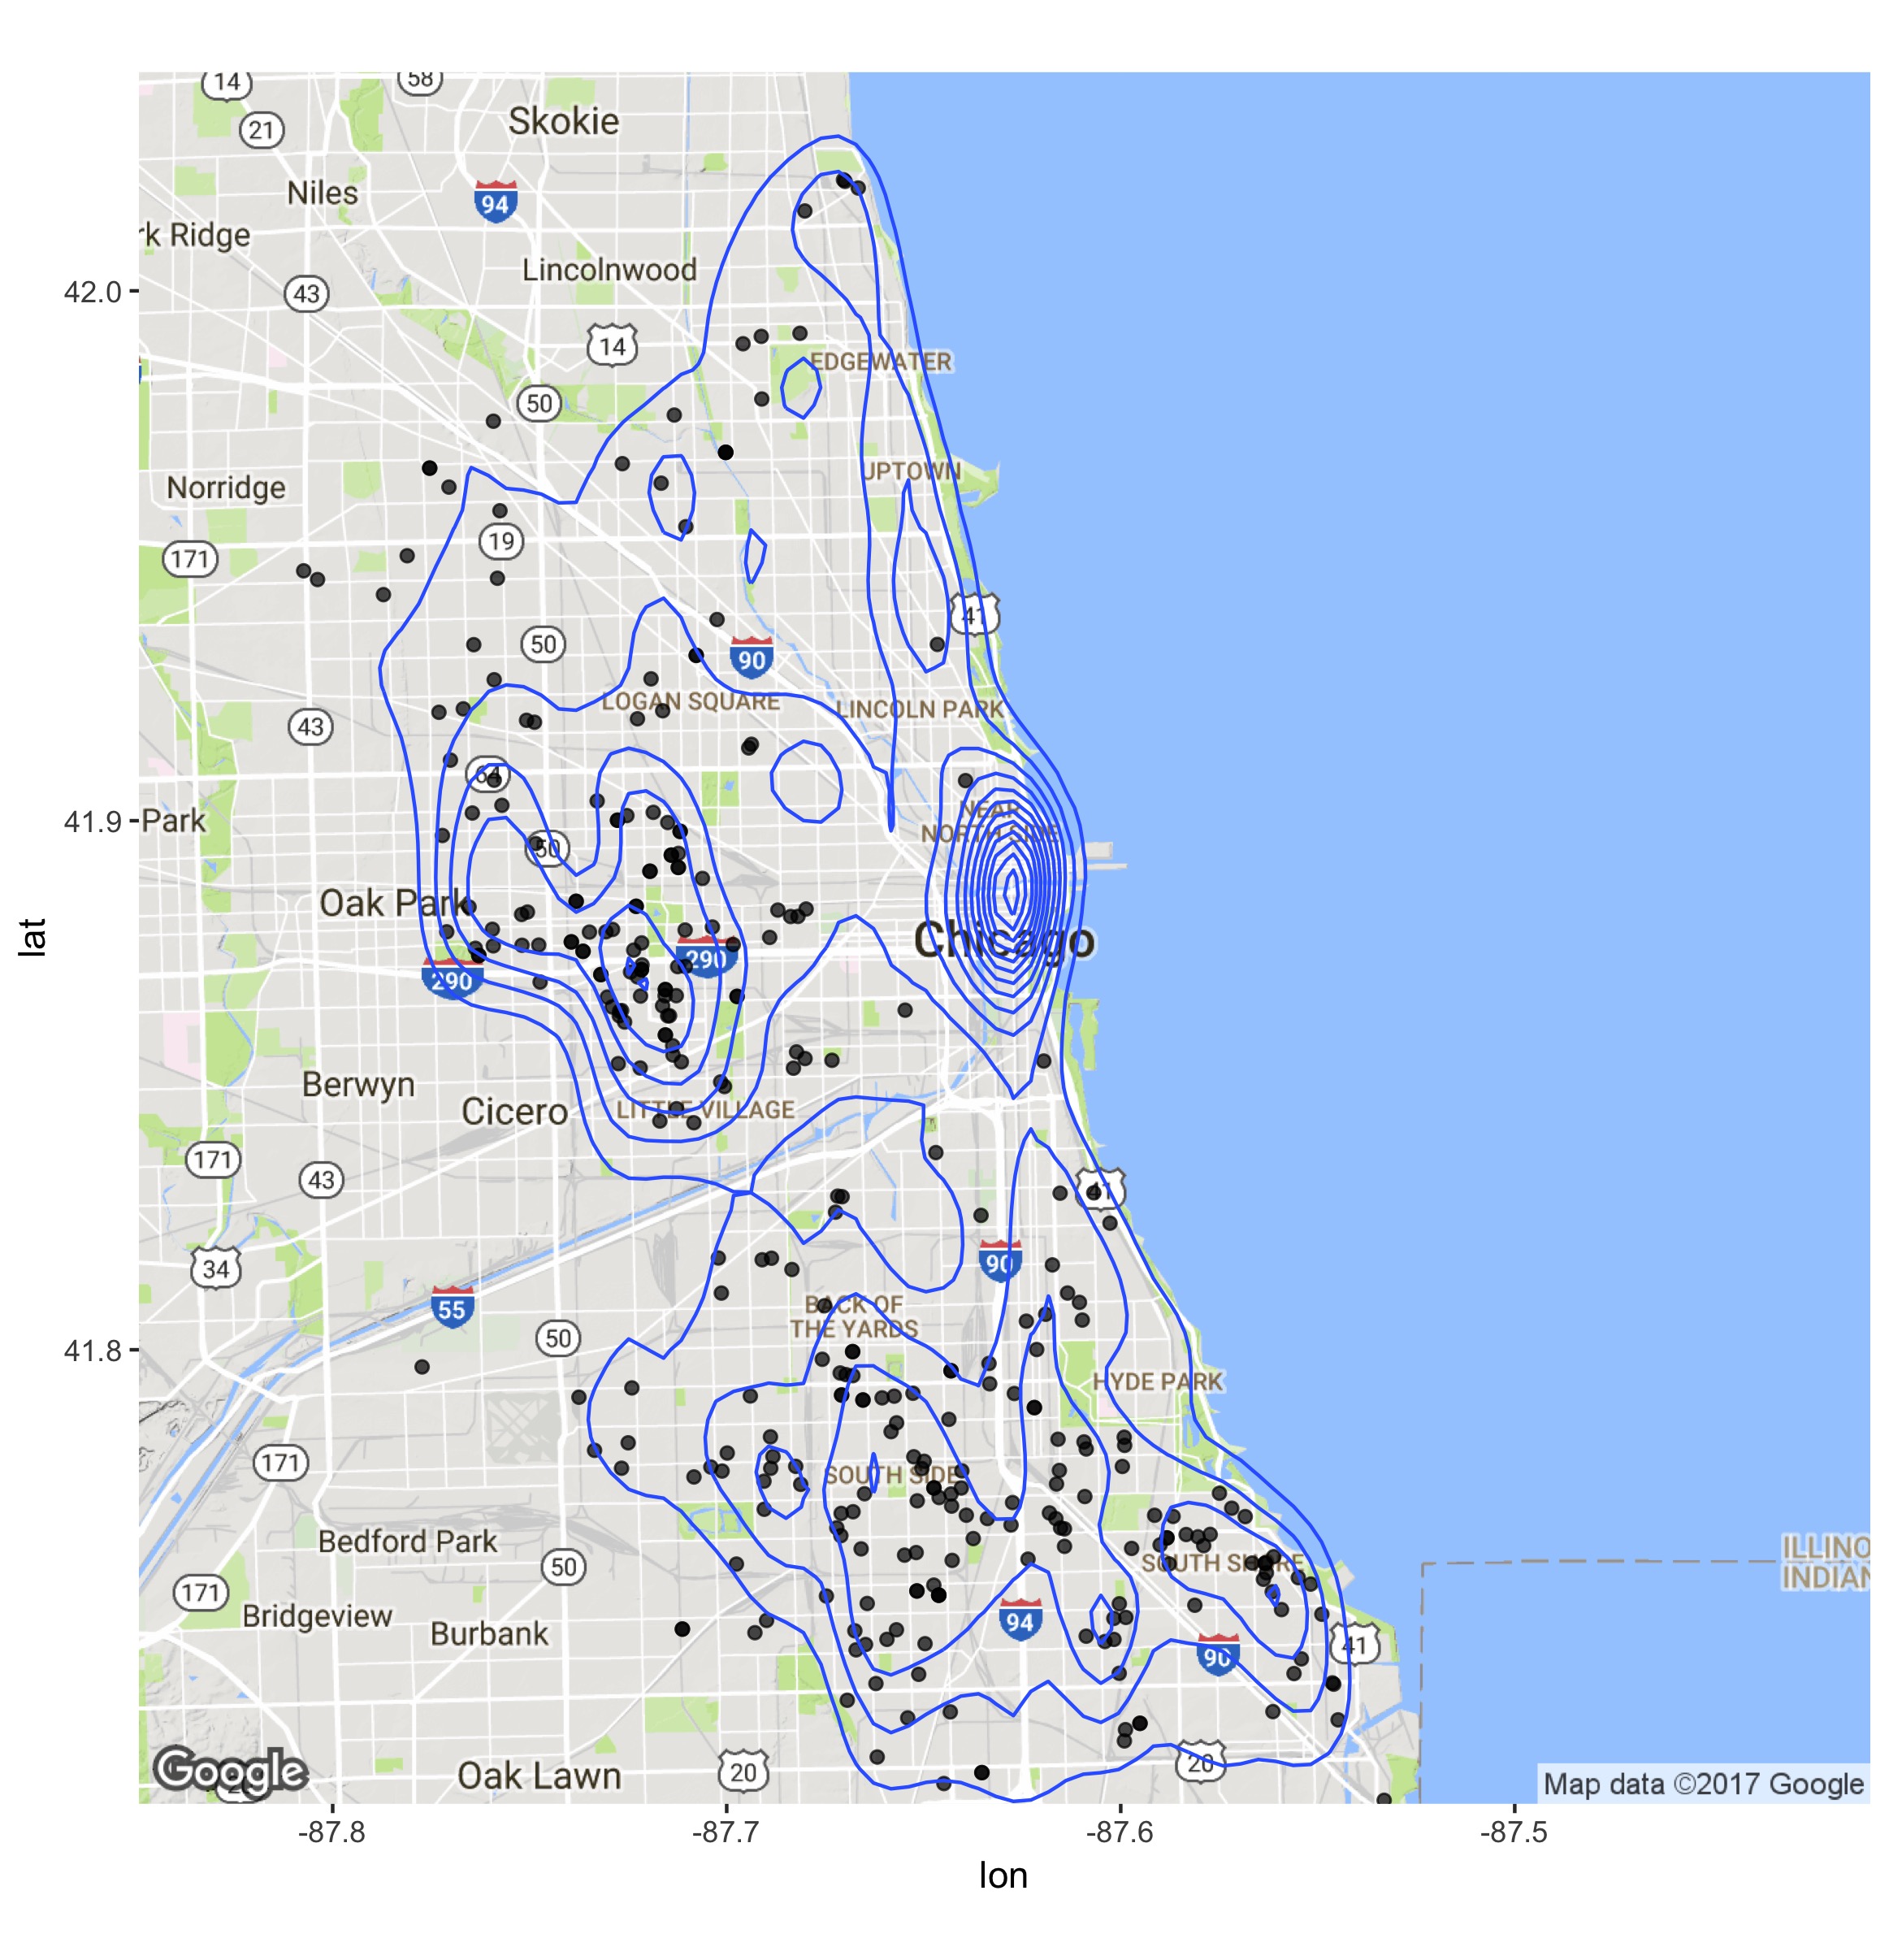 14
58
Skokie
21
Niles
94
rk Ridge
Lincolnwood
43
42.0
14
EDGEWATER
50
UPTOWN
Norridge
19
171
41
50
90
LOGAN SQUARE
LINCOLN PARK
43
64
NEAR
NORTH SIDE
41.9
Park
50
Oak Park
Chicago
290
290
lat
Berwyn
Cicero
LITTLE VILLAGE
171
43
41
34
90
55
BACK OF
THE YARDS
50
41.8
HYDE PARK
171
SOUTH SIDE
Bedford Park
ILLINO
INDIAN
50
SOUTH SHORE
171
Bridgeview
Burbank
94
41
90
Google
Oak Lawn
20
20
Map data ©2017 Google
-87.8
-87.7
-87.6
-87.5
lon